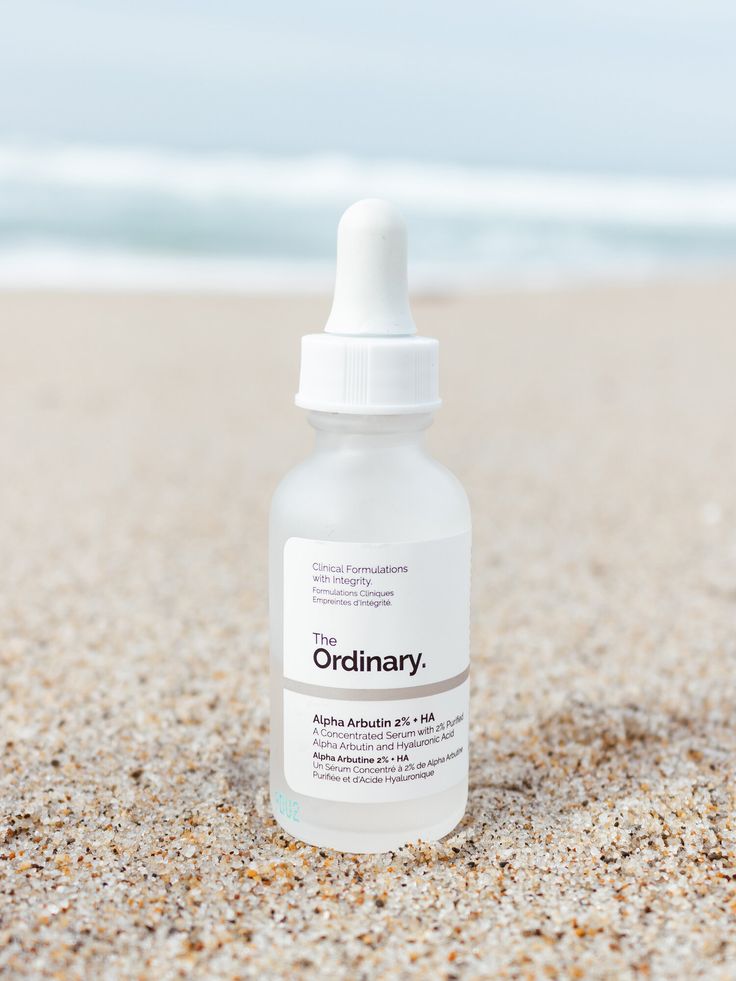 Clinical Formulations
with Integrity.
Formulations Cliniques
Empreintes d'Intégrité.
The
Ordinary.
Alpha Arbutin 2% + HA
A Concentrated Serum with 2% Purified
Alpha Arbutin and Hyaluronic Acid
Alpha Arbutine 2% + HA
Un Sérum Concentré à 2% de Alpha Arbutine
Purifiée et d'Acide Hyaluronique